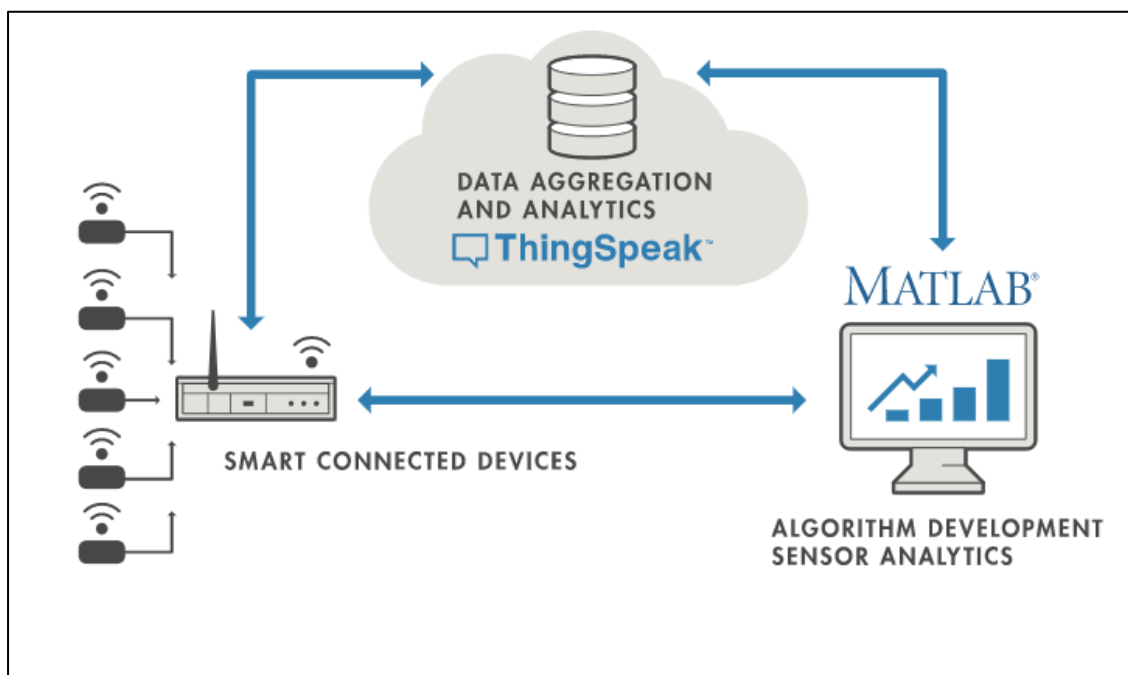 DATA AGGREGATION
AND ANALYTICS
ThingSpeak™
MATLAB®
SMART CONNECTED DEVICES
ALGORITHM DEVELOPMENT
SENSOR ANALYTICS